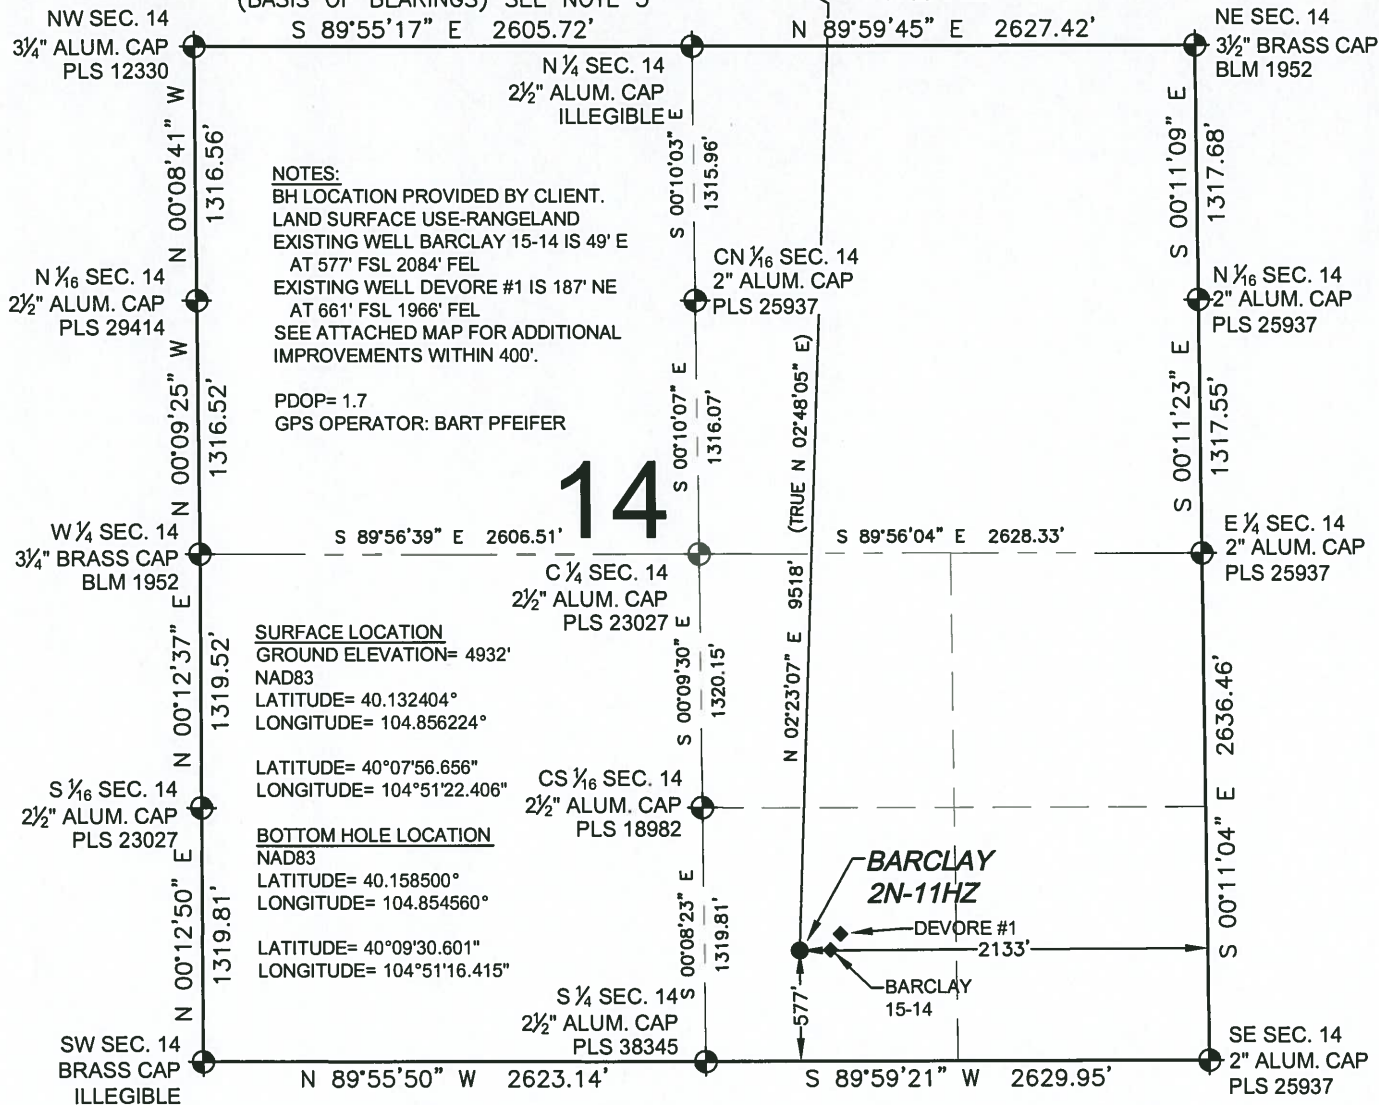 (BASIS OF BEARINGS) SEE NOTE 5
NW SEC. 14
3¼" ALUM. CAP
PLS 12330
S 89°55'17" E 2605.72'
N 89°59'45" E 2627.42'
NE SEC. 14
3½" BRASS CAP
BLM 1952
N ¼ SEC. 14
2½" ALUM. CAP
ILLEGIBLE
N 00°08'41" W
1316.56'
S 00°10'03" E
1315.96'
S 00°11'09" E
1317.68'
NOTES:
BH LOCATION PROVIDED BY CLIENT.
LAND SURFACE USE-RANGELAND
EXISTING WELL BARCLAY 15-14 IS 49' E
AT 577' FSL 2084' FEL
EXISTING WELL DEVORE #1 IS 187' NE
AT 661' FSL 1966' FEL
SEE ATTACHED MAP FOR ADDITIONAL
IMPROVEMENTS WITHIN 400'.
PDOP= 1.7
GPS OPERATOR: BART PFEIFER
N 1/16 SEC. 14
2½" ALUM. CAP
PLS 29414
CN 1/16 SEC. 14
2" ALUM. CAP
PLS 25937
N 1/16 SEC. 14
2" ALUM. CAP
PLS 25937
N 00°09'25" W
1316.52'
S 00°10'07" E
1316.07'
N 02°23'07" E 9518' (TRUE N 02°48'05" E)
S 00°11'23" E
1317.55'
14
W ¼ SEC. 14
3¼" BRASS CAP
BLM 1952
S 89°56'39" E 2606.51'
S 89°56'04" E 2628.33'
E ¼ SEC. 14
2" ALUM. CAP
PLS 25937
C ¼ SEC. 14
2½" ALUM. CAP
PLS 23027
N 00°12'37" E
1319.52'
SURFACE LOCATION
GROUND ELEVATION= 4932'
NAD83
LATITUDE= 40.132404°
LONGITUDE= 104.856224°
LATITUDE= 40°07'56.656"
LONGITUDE= 104°51'22.406"
S 00°09'30" E
1320.15'
S 00°11'04" E 2636.46'
S 1/16 SEC. 14
2½" ALUM. CAP
PLS 23027
CS 1/16 SEC. 14
2½" ALUM. CAP
PLS 18982
BOTTOM HOLE LOCATION
NAD83
LATITUDE= 40.158500°
LONGITUDE= 104.854560°
LATITUDE= 40°09'30.601"
LONGITUDE= 104°51'16.415"
N 00°12'50" E
1319.81'
S 00°08'23" E
1319.81'
BARCLAY
2N-11HZ
DEVORE #1
2133'
BARCLAY
15-14
577'
S ¼ SEC. 14
2½" ALUM. CAP
PLS 38345
SW SEC. 14
BRASS CAP
ILLEGIBLE
N 89°55'50" W 2623.14'
S 89°59'21" W 2629.95'
SE SEC. 14
2" ALUM. CAP
PLS 25937